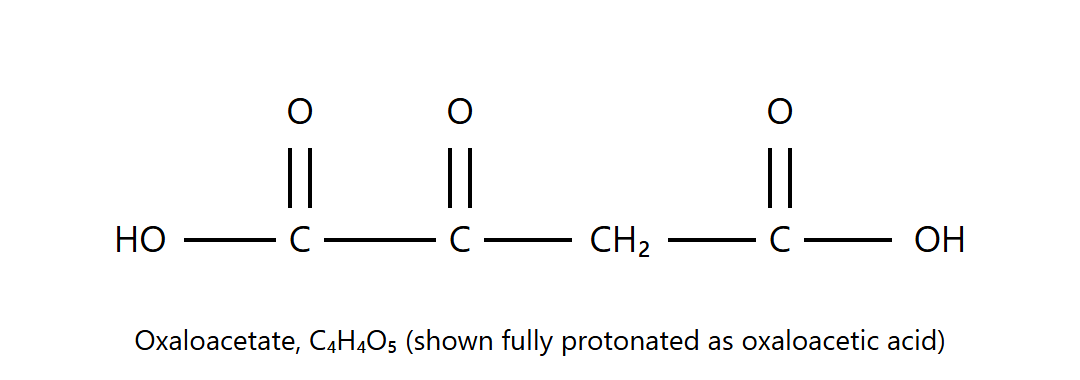 O O O
HO C C CH₂ C OH
Oxaloacetate, C₄H₄O₅ (shown fully protonated as oxaloacetic acid)